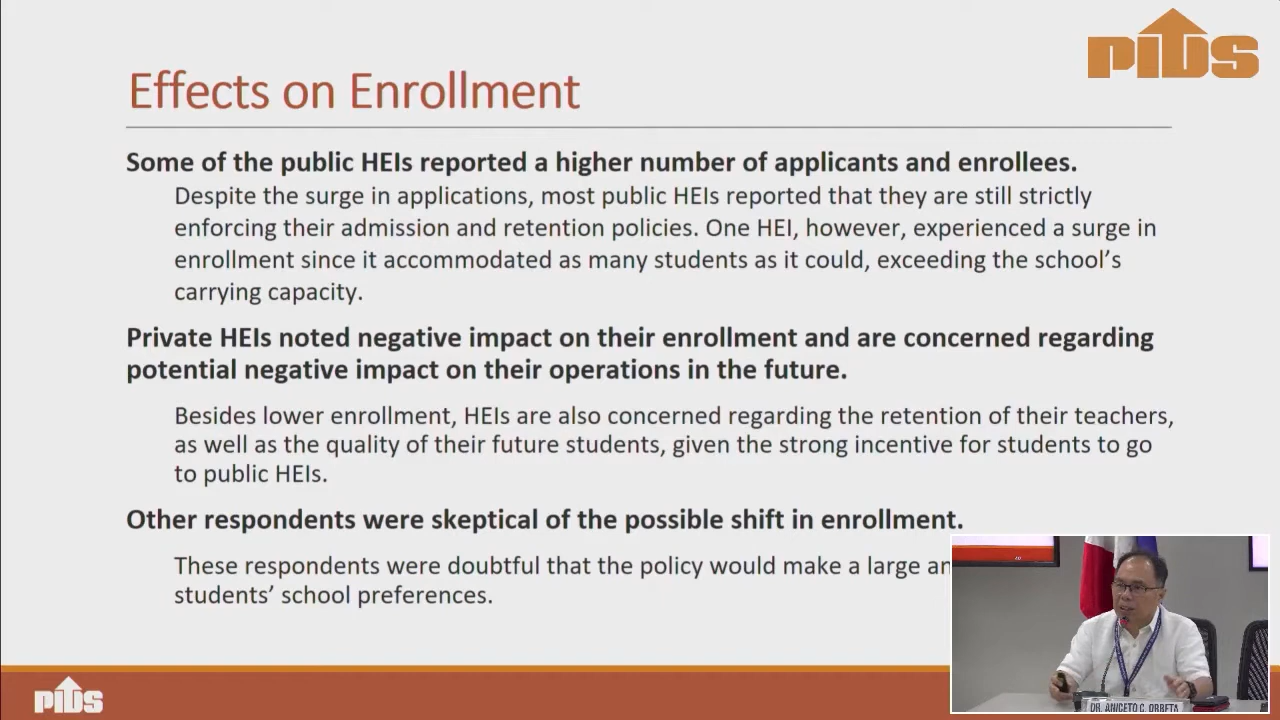 PIDS
Effects on Enrollment
Some of the public HEIs reported a higher number of applicants and enrollees.
Despite the surge in applications, most public HEIs reported that they are still strictly
enforcing their admission and retention policies. One HEI, however, experienced a surge in
enrollment since it accommodated as many students as it could, exceeding the school’s
carrying capacity.
Private HEIs noted negative impact on their enrollment and are concerned regarding
potential negative impact on their operations in the future.
Besides lower enrollment, HEIs are also concerned regarding the retention of their teachers,
as well as the quality of their future students, given the strong incentive for students to go
to public HEIs.
Other respondents were skeptical of the possible shift in enrollment.
These respondents were doubtful that the policy would make a large
students’ school preferences.
PIDS
DR. ANICETO C. ORBETA